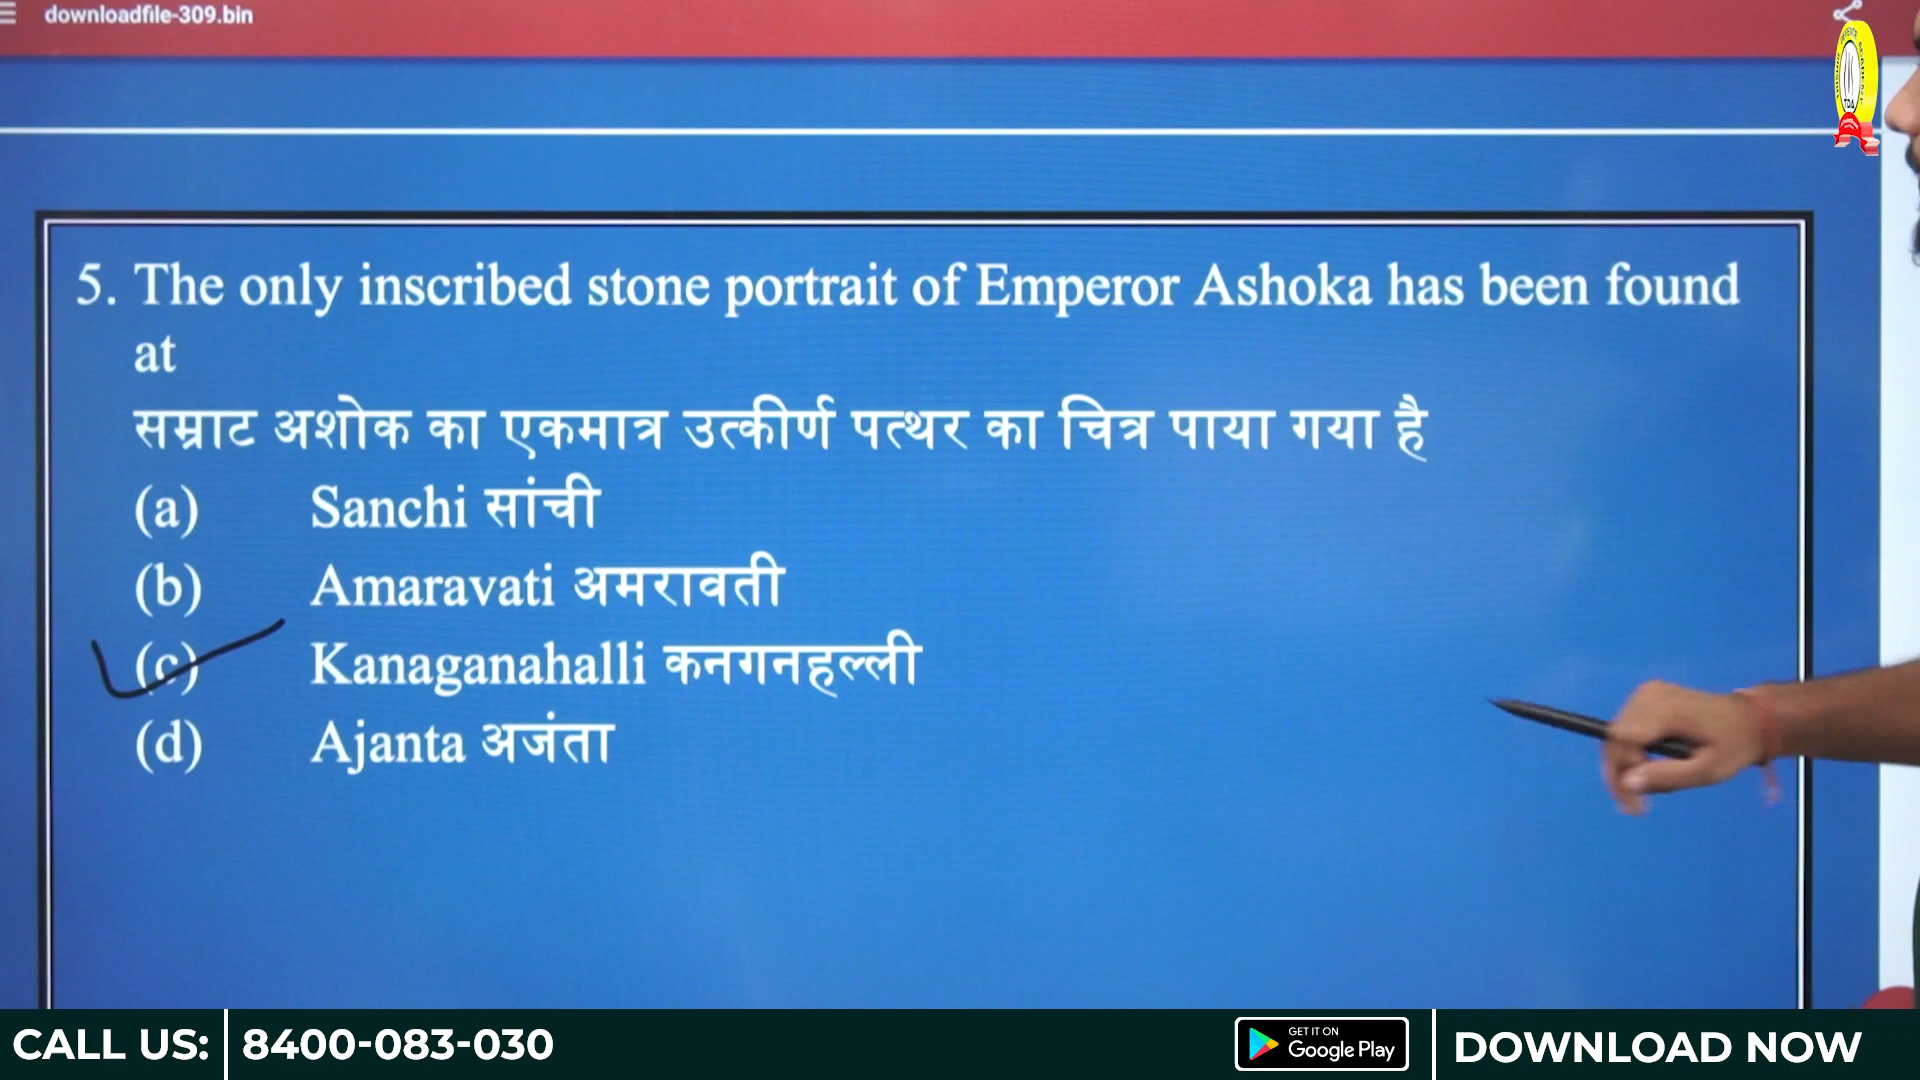 downloadfile-309.bin
5. The only inscribed stone portrait of Emperor Ashoka has been found
at
सम्राट अशोक का एकमात्र उत्कीर्ण पत्थर का चित्र पाया गया है
(a) Sanchi सांची
(b) Amaravati अमरावती
(c) Kanaganahalli कनगनहल्ली
(d) Ajanta अजंता
CALL US: 8400-083-030
GET IT ON
Google Play
DOWNLOAD NOW
TDA